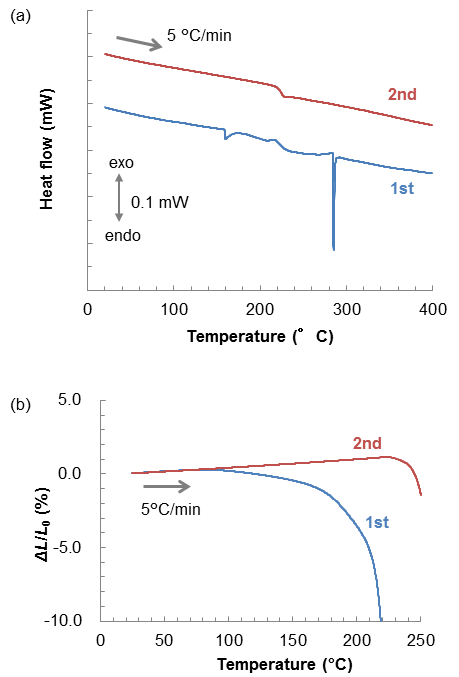 (a)
5 °C/min
2nd
1st
exo
0.1 mW
endo
Heat flow (mW)
0 100 200 300 400
Temperature (° C)
(b)
5.0
0.0
-5.0
-10.0
2nd
1st
5°C/min
ΔL/L0 (%)
0 50 100 150 200 250
Temperature (°C)